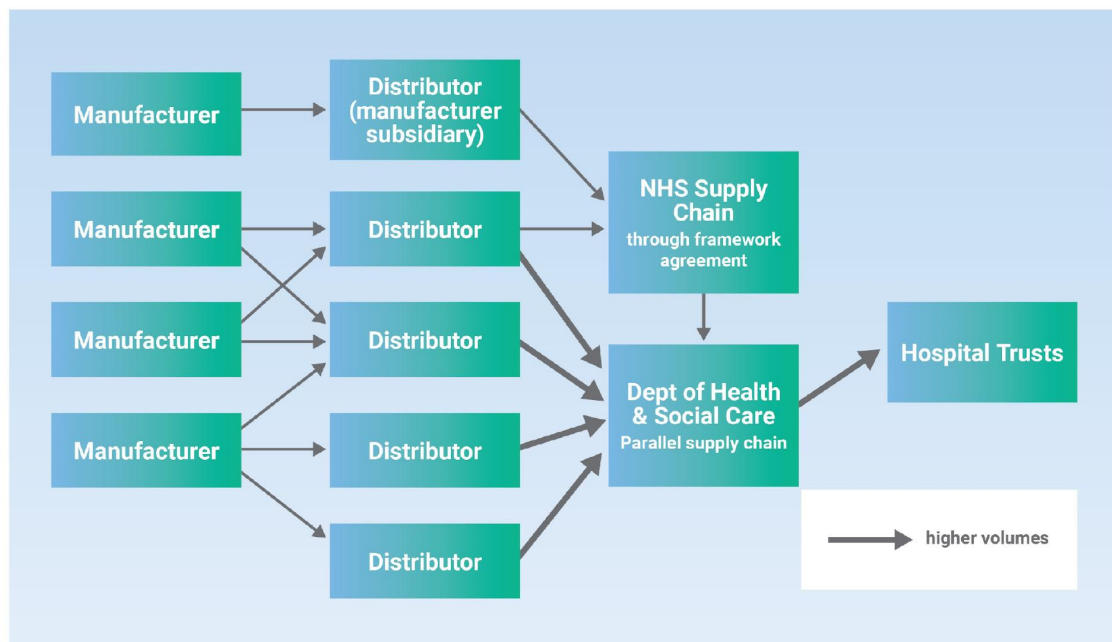 Manufacturer
Distributor
(manufacturer
subsidiary)
Manufacturer
Distributor
NHS Supply
Chain
through framework
agreement
Manufacturer
Distributor
Hospital Trusts
Manufacturer
Distributor
Dept of Health
& Social Care
Parallel supply chain
Distributor
higher volumes